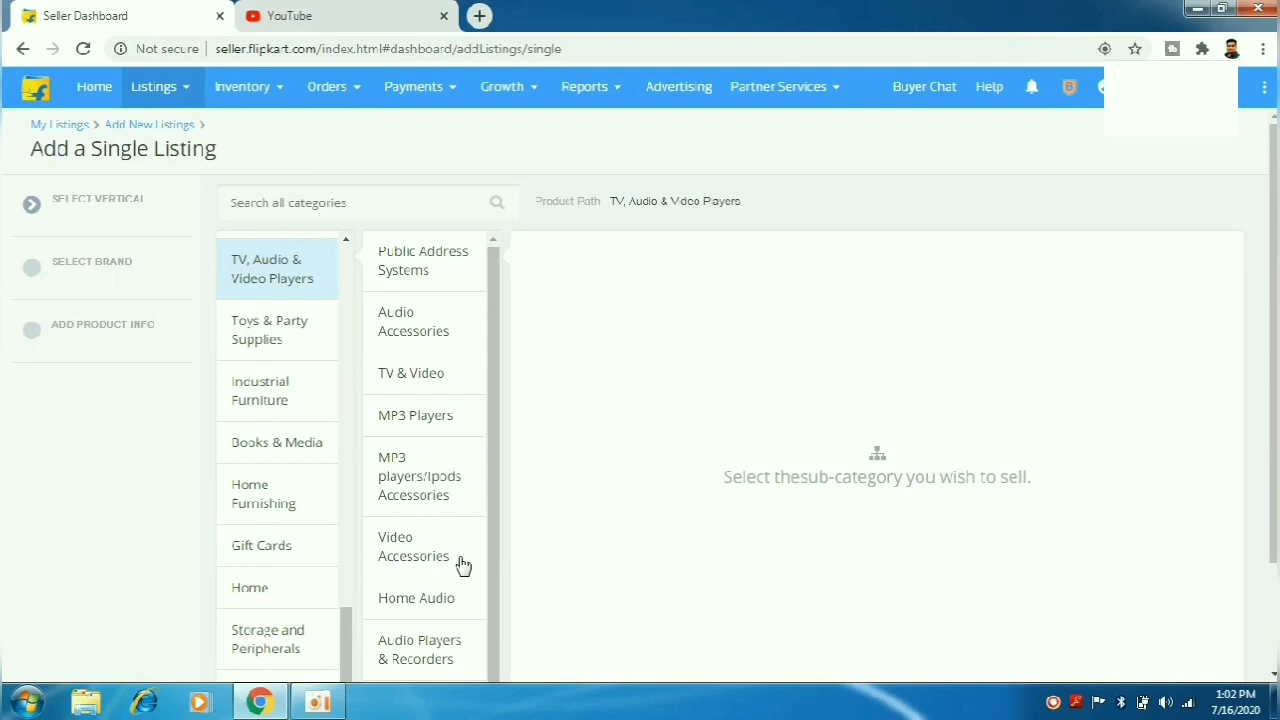 Seller Dashboard
YouTube
Not secure
seller.flipkart.com/index.html#dashboard/addListings/single
Home
Listings
Inventory
Orders
Payments
Growth
Reports
Advertising
Partner Services
Buyer Chat
Help
B
My Listings
Add New Listings
Add a Single Listing
SELECT VERTICAL
SELECT BRAND
ADD PRODUCT INFO
Search all categories
Product Path
TV, Audio & Video Players
TV, Audio &
Video Players
Toys & Party
Supplies
Industrial
Furniture
Books & Media
Home
Furnishing
Gift Cards
Home
Storage and
Peripherals
Public Address
Systems
Audio
Accessories
TV & Video
MP3 Players
MP3
players/Ipods
Accessories
Video
Accessories
Home Audio
Audio Players
& Recorders
Select thesub-category you wish to sell.
1:02 PM
7/16/2020